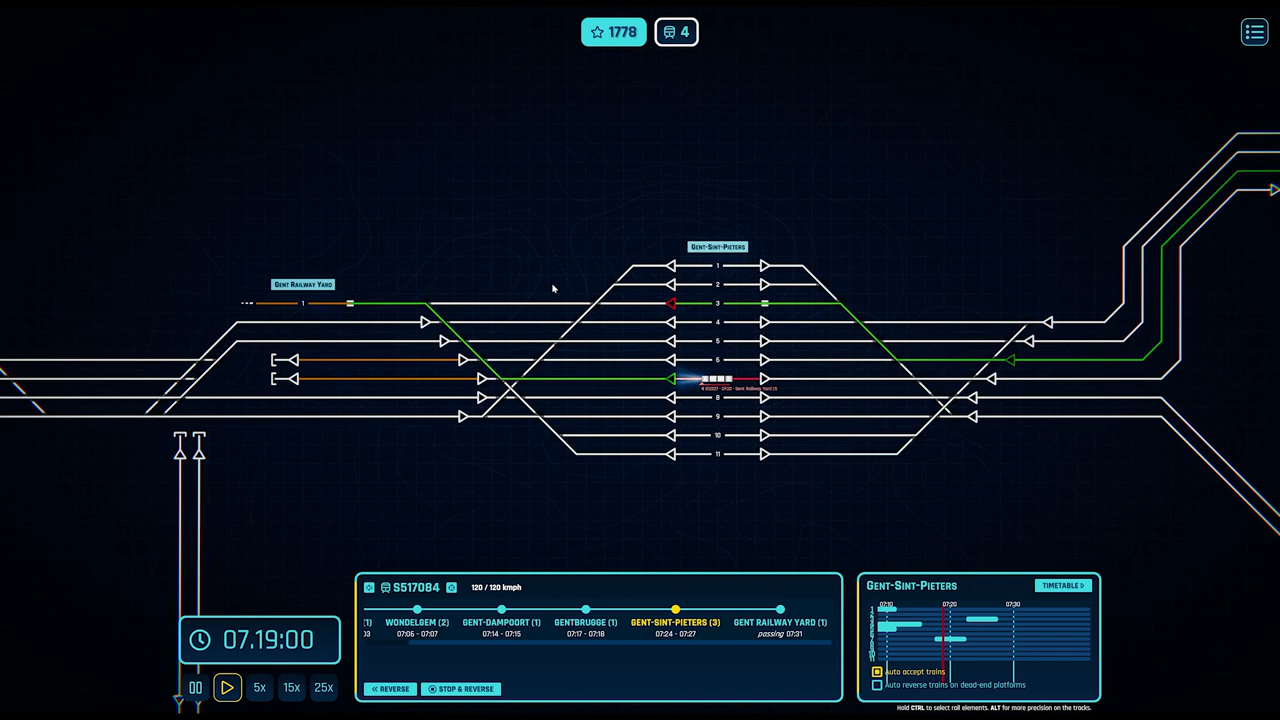 1778
4
Gent-Sint-Pieters
1
2
Gent Railway Yard
1
3
4
5
6
8
9
10
11
S517084
120 / 120 kmph
(1)
WONDELGEM (2)
GENT-DAMPOORT (1)
GENTBRUGGE (1)
GENT-SINT-PIETERS (3)
GENT RAILWAY YARD (1)
07:06 - 07:07
07:14 - 07:15
07:17 - 07:18
07:24 - 07:27
passing 07:31
REVERSE
STOP & REVERSE
Gent-Sint-Pieters
TIMETABLE
07:10
07:20
07:30
Auto accept trains
Auto reverse trains on dead-end platforms
07.19:00
5x
15x
25x
Hold CTRL to select rail elements. ALT for more precision on the tracks.